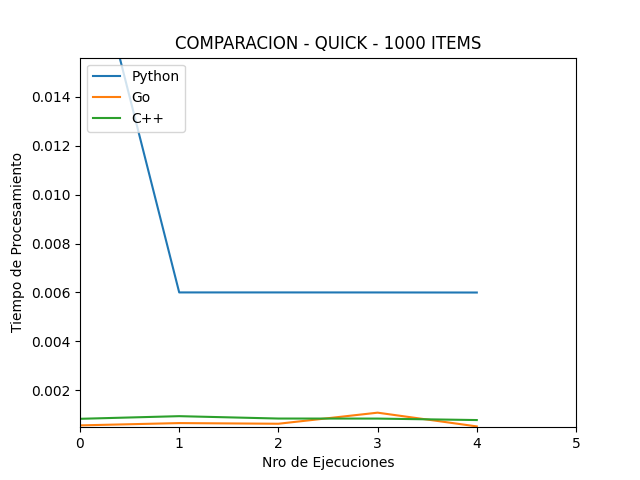 COMPARACION - QUICK - 1000 ITEMS
Python
Go
C++
0.014
0.012
0.010
0.008
0.006
0.004
0.002
Tiempo de Procesamiento
0 1 2 3 4 5
Nro de Ejecuciones